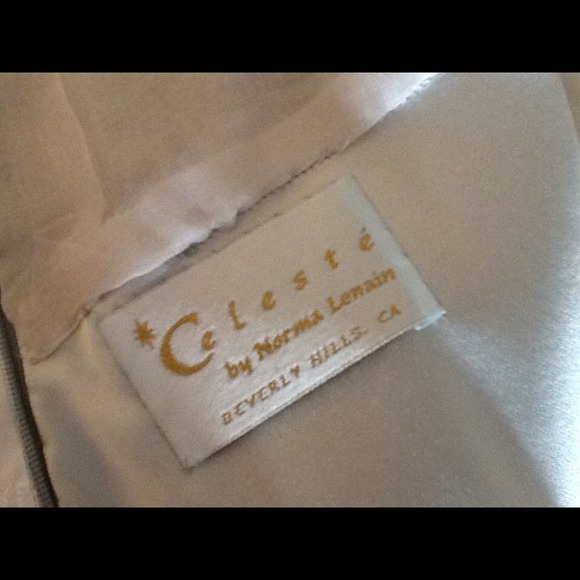 Celesté
by Norma Lenain
BEVERLY HILLS, CA